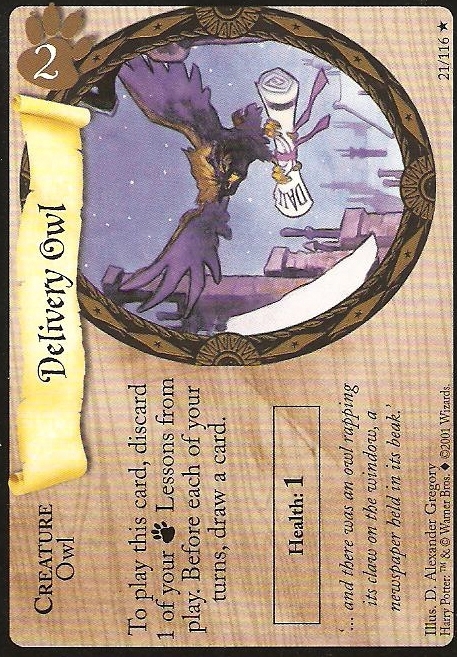 2
Delivery Owl
CREATURE
Owl
To play this card, discard
1 of your Lessons from
play. Before each of your
turns, draw a card.
Health: 1
'... and there was an owl rapping
its claw on the window, a
newspaper held in its beak.'
Illus. D. Alexander Gregory
Harry Potter, ™ & © Warner Bros. ◆ ©2001 Wizards.
21/116 ★
DAI